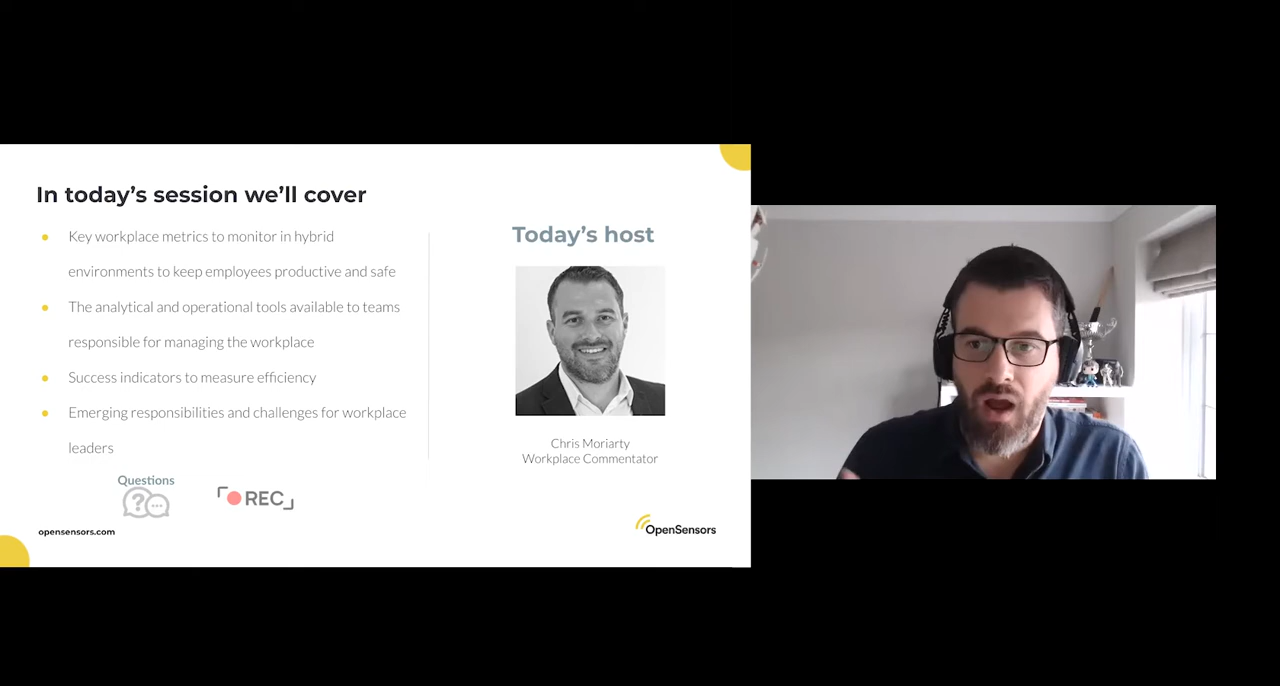 In today's session we'll cover
Key workplace metrics to monitor in hybrid
environments to keep employees productive and safe
The analytical and operational tools available to teams
responsible for managing the workplace
Success indicators to measure efficiency
Emerging responsibilities and challenges for workplace
leaders
Questions
REC
opensensors.com
Today's host
Chris Moriarty
Workplace Commentator
OpenSensors